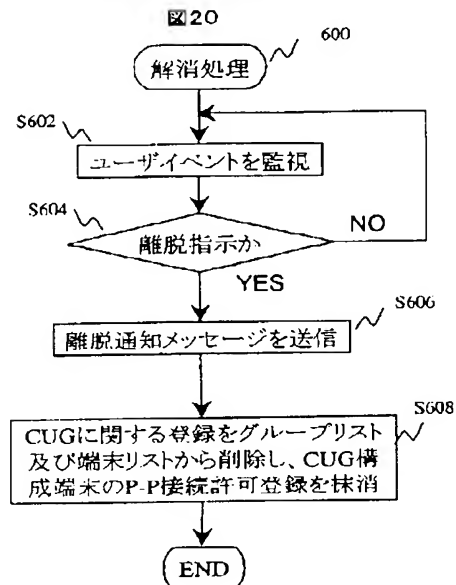 図20
600
解消処理
S602
ユーザイベントを監視
S604
離脱指示か
NO
YES
S606
離脱通知メッセージを送信
S608
CUGに関する登録をグループリスト
及び端末リストから削除し、CUG構
成端末のP-P接続許可登録を抹消
END